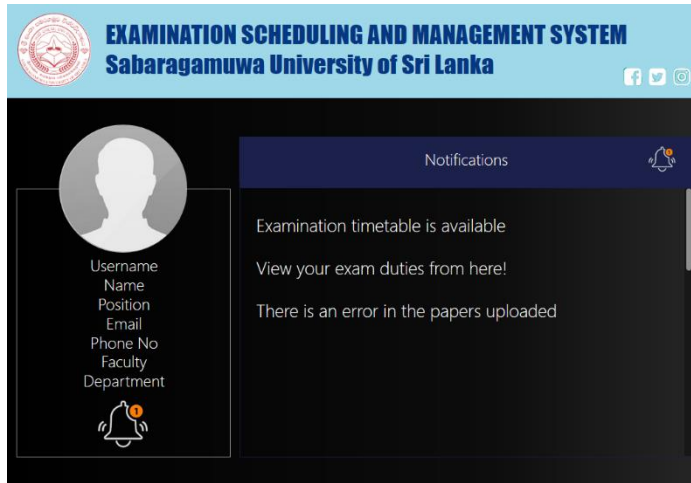 EXAMINATION SCHEDULING AND MANAGEMENT SYSTEM
Sabaragamuwa University of Sri Lanka
Notifications
Examination timetable is available
View your exam duties from here!
There is an error in the papers uploaded
Username
Name
Position
Email
Phone No
Faculty
Department
1